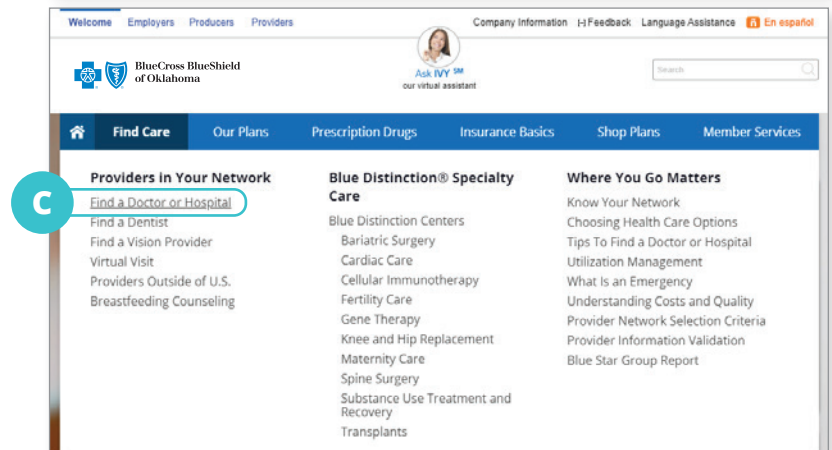 Welcome Employers Producers Providers
Company Information [-] Feedback Language Assistance En español
BlueCross BlueShield
of Oklahoma
Ask IVY SM
our virtual assistant
Search
Find Care Our Plans Prescription Drugs Insurance Basics Shop Plans Member Services
C
Providers in Your Network
Find a Doctor or Hospital
Find a Dentist
Find a Vision Provider
Virtual Visit
Providers Outside of U.S.
Breastfeeding Counseling
Blue Distinction® Specialty
Care
Blue Distinction Centers
Bariatric Surgery
Cardiac Care
Cellular Immunotherapy
Fertility Care
Gene Therapy
Knee and Hip Replacement
Maternity Care
Spine Surgery
Substance Use Treatment and
Recovery
Transplants
Where You Go Matters
Know Your Network
Choosing Health Care Options
Tips To Find a Doctor or Hospital
Utilization Management
What Is an Emergency
Understanding Costs and Quality
Provider Network Selection Criteria
Provider Information Validation
Blue Star Group Report